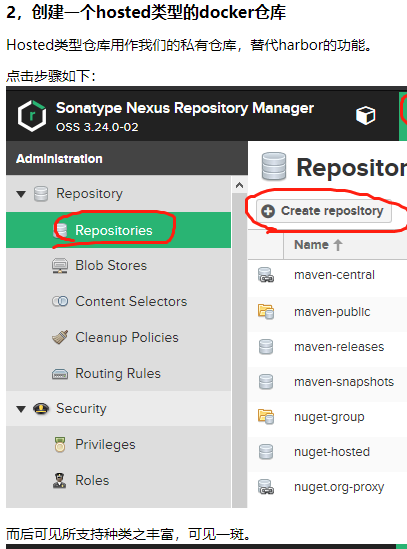 2，创建一个hosted类型的docker仓库
Hosted类型仓库用作我们的私有仓库，替代harbor的功能。
点击步骤如下：
Sonatype Nexus Repository Manager
OSS 3.24.0-02
Administration
Repository
Repositories
Blob Stores
Content Selectors
Cleanup Policies
Routing Rules
Security
Privileges
Roles
Repositor
Create repository
Name
maven-central
maven-public
maven-releases
maven-snapshots
nuget-group
nuget-hosted
nuget.org-proxy
而后可见所支持种类之丰富，可见一斑。